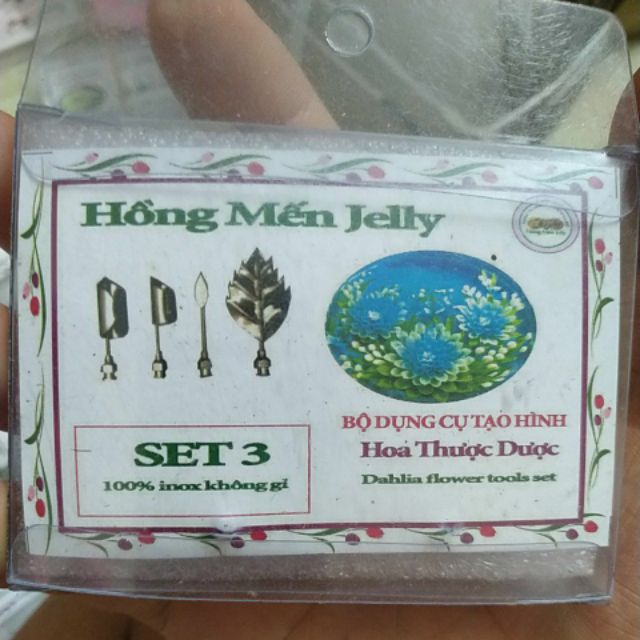 Hồng Mến Jelly
BỘ DỤNG CỤ TẠO HÌNH
Hoa Thược Dược
Dahlia flower tools set
SET 3
100% inox không gỉ